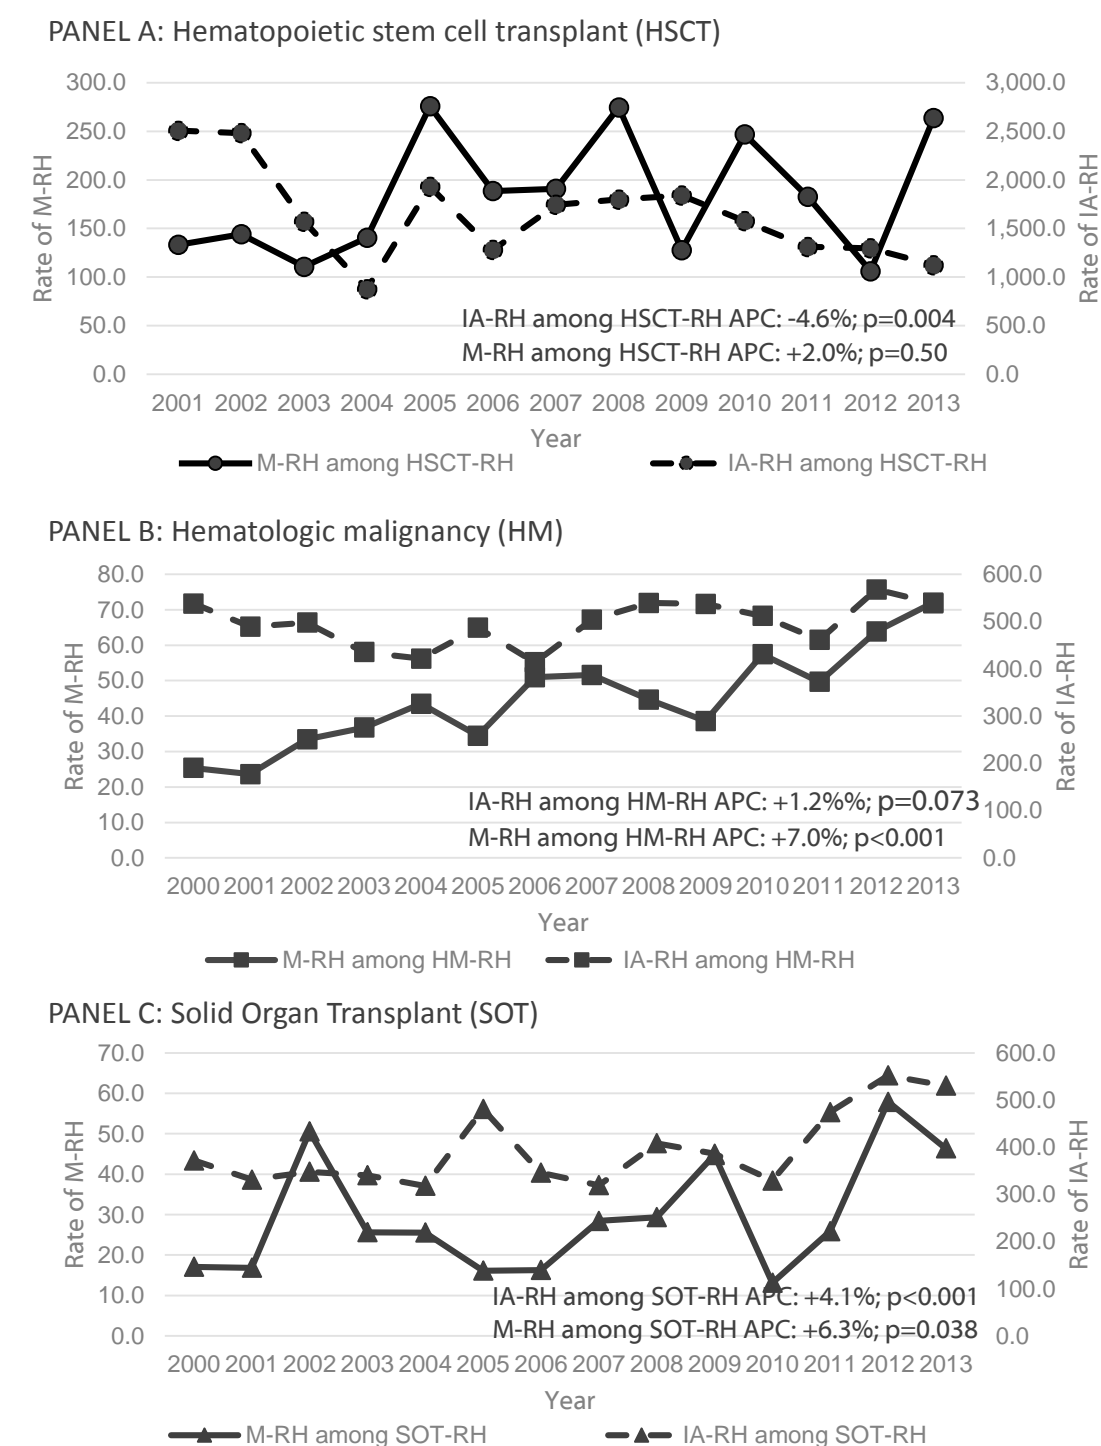 PANEL A: Hematopoietic stem cell transplant (HSCT)
300.0 3,000.0
250.0 2,500.0
200.0 2,000.0
150.0 1,500.0
100.0 1,000.0
50.0 500.0
0.0 0.0
Rate of M-RH
Rate of IA-RH
IA-RH among HSCT-RH APC: -4.6%; p=0.004
M-RH among HSCT-RH APC: +2.0%; p=0.50
2001 2002 2003 2004 2005 2006 2007 2008 2009 2010 2011 2012 2013
Year
M-RH among HSCT-RH IA-RH among HSCT-RH
PANEL B: Hematologic malignancy (HM)
80.0 600.0
70.0 500.0
60.0 400.0
50.0 300.0
40.0 200.0
30.0 100.0
20.0 0.0
10.0
0.0
Rate of M-RH
Rate of IA-RH
IA-RH among HM-RH APC: +1.2%%; p=0.073
M-RH among HM-RH APC: +7.0%; p<0.001
2000 2001 2002 2003 2004 2005 2006 2007 2008 2009 2010 2011 2012 2013
Year
M-RH among HM-RH IA-RH among HM-RH
PANEL C: Solid Organ Transplant (SOT)
70.0 600.0
60.0 500.0
50.0 400.0
40.0 300.0
30.0 200.0
20.0 100.0
10.0 0.0
0.0
Rate of M-RH
Rate of IA-RH
IA-RH among SOT-RH APC: +4.1%; p<0.001
M-RH among SOT-RH APC: +6.3%; p=0.038
2000 2001 2002 2003 2004 2005 2006 2007 2008 2009 2010 2011 2012 2013
Year
M-RH among SOT-RH IA-RH among SOT-RH